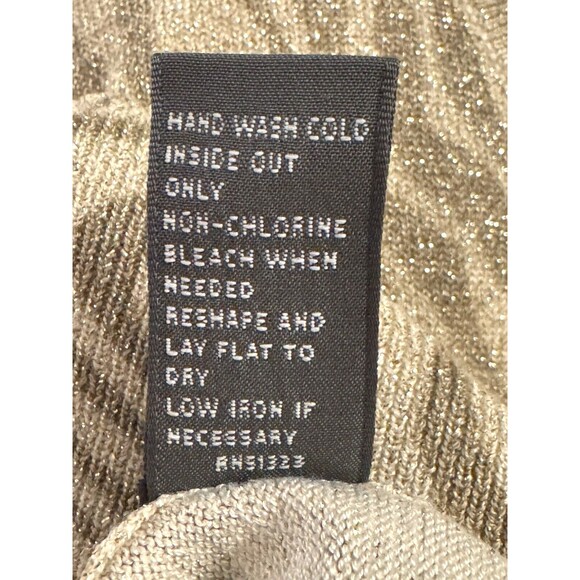 HAND WASH COLD
INSIDE OUT
ONLY
NON-CHLORINE
BLEACH WHEN
NEEDED
RESHAPE AND
LAY FLAT TO
DRY
LOW IRON IF
NECESSARY
RN51323